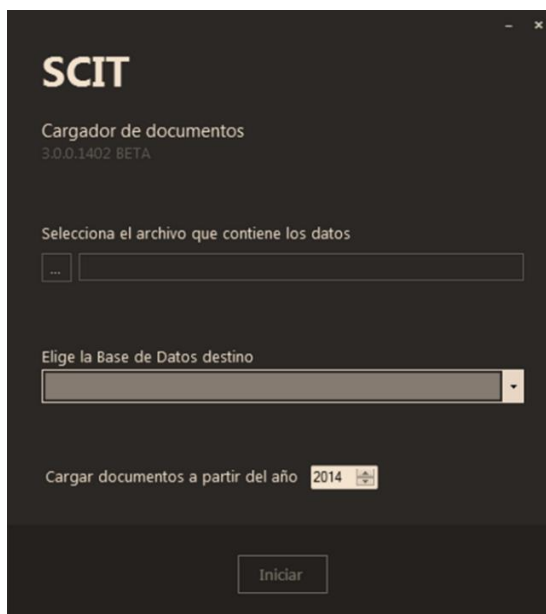 SCIT
Cargador de documentos
3.0.0.1402 BETA
Selecciona el archivo que contiene los datos
...
Elige la Base de Datos destino
Cargar documentos a partir del año 2014
Iniciar